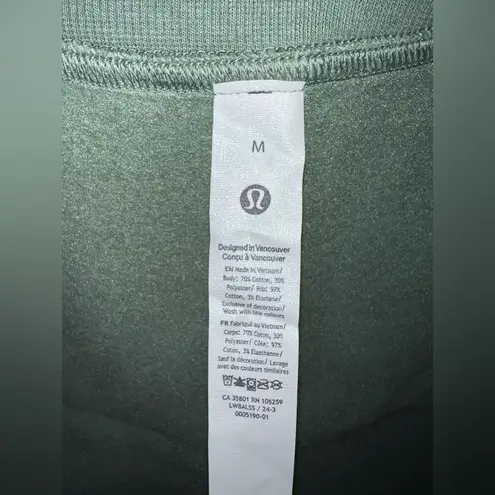 M
Designed in Vancouver
Conçu à Vancouver
EN Made in Vietnam/
Body: 70% Cotton, 30%
Polyester/ Rib: 97%
Cotton, 3% Elastane/
Exclusive of decoration/
Wash with like colours
FR Fabriqué au Vietnam/
Corps: 70% Coton, 30%
Polyester/ Côte: 97%
Coton, 3% Élasthanne/
Sauf la décoration/ Lavage
avec des couleurs similaires
CA 35801 RN 106259
LW8ALSS / 24-3
0005190-01